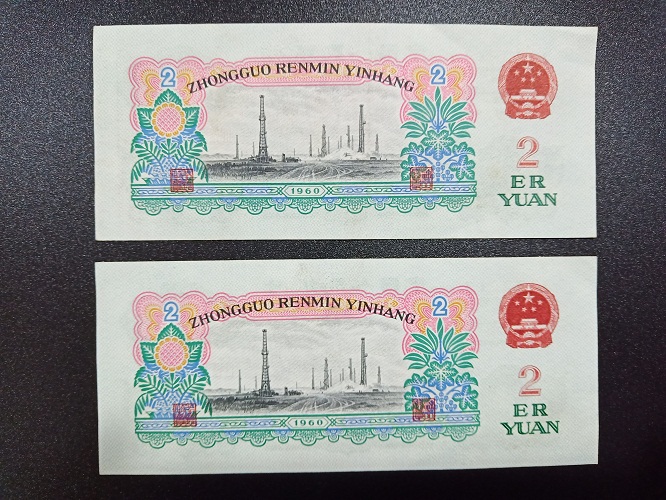 2 2
ZHONGGUO RENMIN YINHANG
2
ER
YUAN
1960
2 2
ZHONGGUO RENMIN YINHANG
2
ER
YUAN
1960